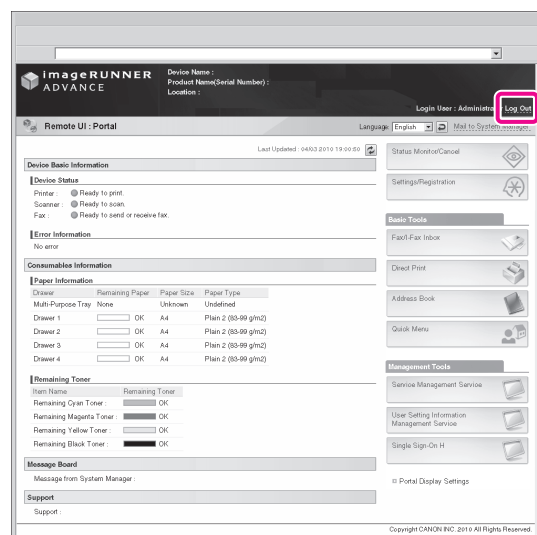 imageRUNNER
ADVANCE
Device Name :
Product Name(Serial Number) :
Location :
Login User : Administra Log Out
Remote UI : Portal
Language English Mail to System Manager
Last Updated : 04/03 2010 19:00:50
Device Basic Information
Device Status
Printer : Ready to print.
Scanner : Ready to scan.
Fax : Ready to send or receive fax.
Error Information
No error
Consumables Information
Paper Information
Drawer Remaining Paper Paper Size Paper Type
Multi-Purpose Tray None Unknown Undefined
Drawer 1 OK A4 Plain 2 (83-99 g/m2)
Drawer 2 OK A4 Plain 2 (83-99 g/m2)
Drawer 3 OK A4 Plain 2 (83-99 g/m2)
Drawer 4 OK A4 Plain 2 (83-99 g/m2)
Remaining Toner
Item Name Remaining Toner
Remaining Cyan Toner : OK
Remaining Magenta Toner : OK
Remaining Yellow Toner : OK
Remaining Black Toner : OK
Message Board
Message from System Manager :
Support
Support :
Status Monitor/Cancel
Settings/Registration
Basic Tools
Fax/I-Fax Inbox
Direct Print
Address Book
Quick Menu
Management Tools
Service Management Service
User Setting Information
Management Service
Single Sign-On H
Portal Display Settings
Copyright CANON INC. 2010 All Rights Reserved.